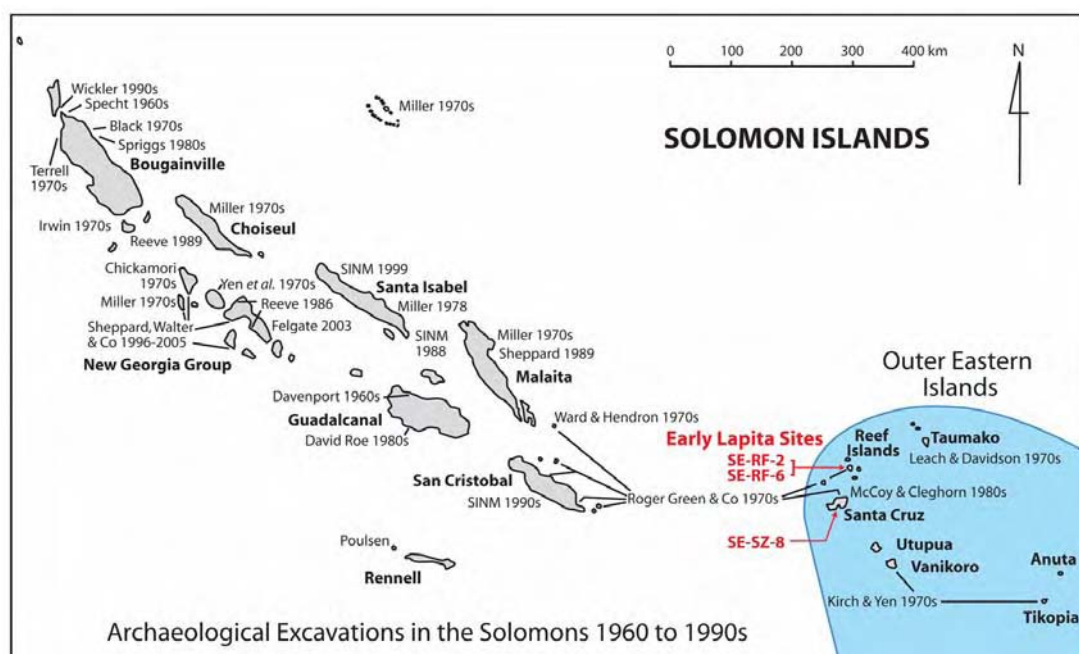 0 100 200 300 400 km
N
SOLOMON ISLANDS
Wickler 1990s
Specht 1960s
Black 1970s
Spriggs 1980s
Bougainville
Terrell
1970s
Irwin 1970s
Miller 1970s
Miller 1970s
Choiseul
Reeve 1989
Chickamori
1970s
Yen et al. 1970s
Miller 1970s
Reeve 1986
Sheppard, Walter
& Co 1996-2005
Felgate 2003
New Georgia Group
SINM 1999
Santa Isabel
Miller 1978
SINM
1988
Miller 1970s
Sheppard 1989
Malaita
Davenport 1960s
Guadalcanal
David Roe 1980s
Ward & Hendron 1970s
San Cristobal
SINM 1990s
Roger Green & Co 1970s
Poulsen
Rennell
Outer Eastern
Islands
Early Lapita Sites
SE-RF-2
SE-RF-6
Reef
Islands
Taumako
Leach & Davidson 1970s
McCoy & Cleghorn 1980s
Santa Cruz
SE-SZ-8
Utupua
Vanikoro
Anuta
Kirch & Yen 1970s
Tikopia
Archaeological Excavations in the Solomons 1960 to 1990s